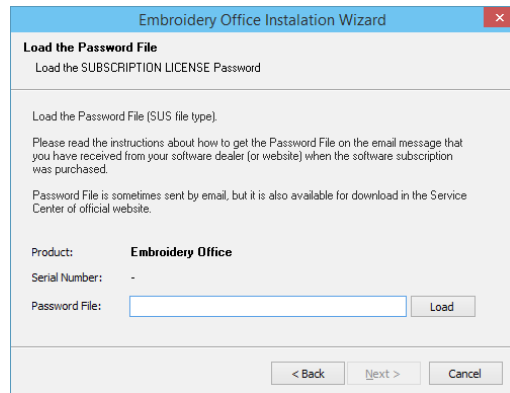 Embroidery Office Instalation Wizard
Load the Password File
Load the SUBSCRIPTION LICENSE Password
Load the Password File (SUS file type).
Please read the instructions about how to get the Password File on the email message that
you have received from your software dealer (or website) when the software subscription
was purchased.
Password File is sometimes sent by email, but it is also available for download in the Service
Center of official website.
Product: Embroidery Office
Serial Number: -
Password File: Load
< Back Next > Cancel